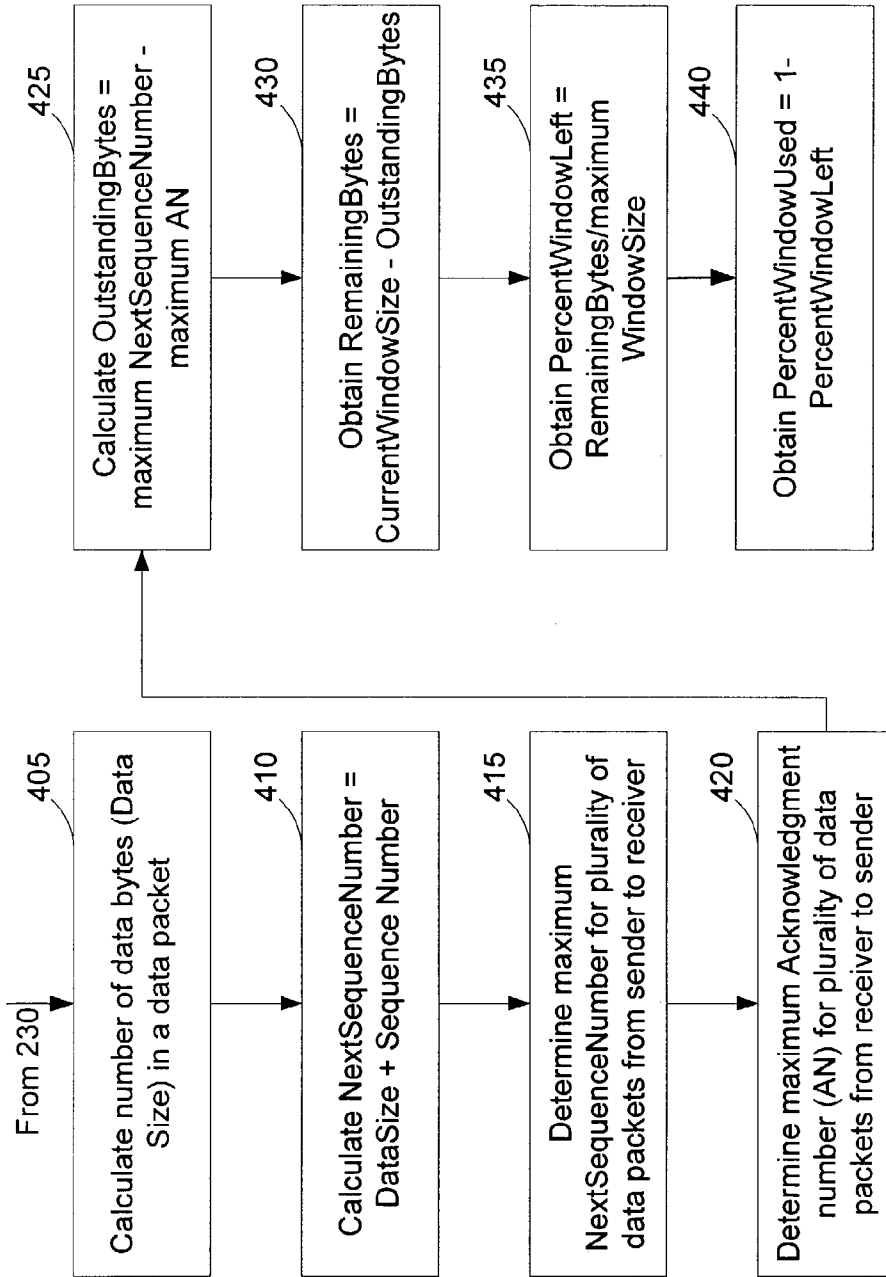 From 230
405
Calculate number of data bytes (Data
Size) in a data packet
410
Calculate NextSequenceNumber =
DataSize + Sequence Number
415
Determine maximum
NextSequenceNumber for plurality of
data packets from sender to receiver
420
Determine maximum Acknowledgment
number (AN) for plurality of data
packets from receiver to sender
425
Calculate OutstandingBytes =
maximum NextSequenceNumber -
maximum AN
430
Obtain RemainingBytes =
CurrentWindowSize - OutstandingBytes
435
Obtain PercentWindowLeft =
RemainingBytes/maximum
WindowSize
440
Obtain PercentWindowUsed = 1-
PercentWindowLeft